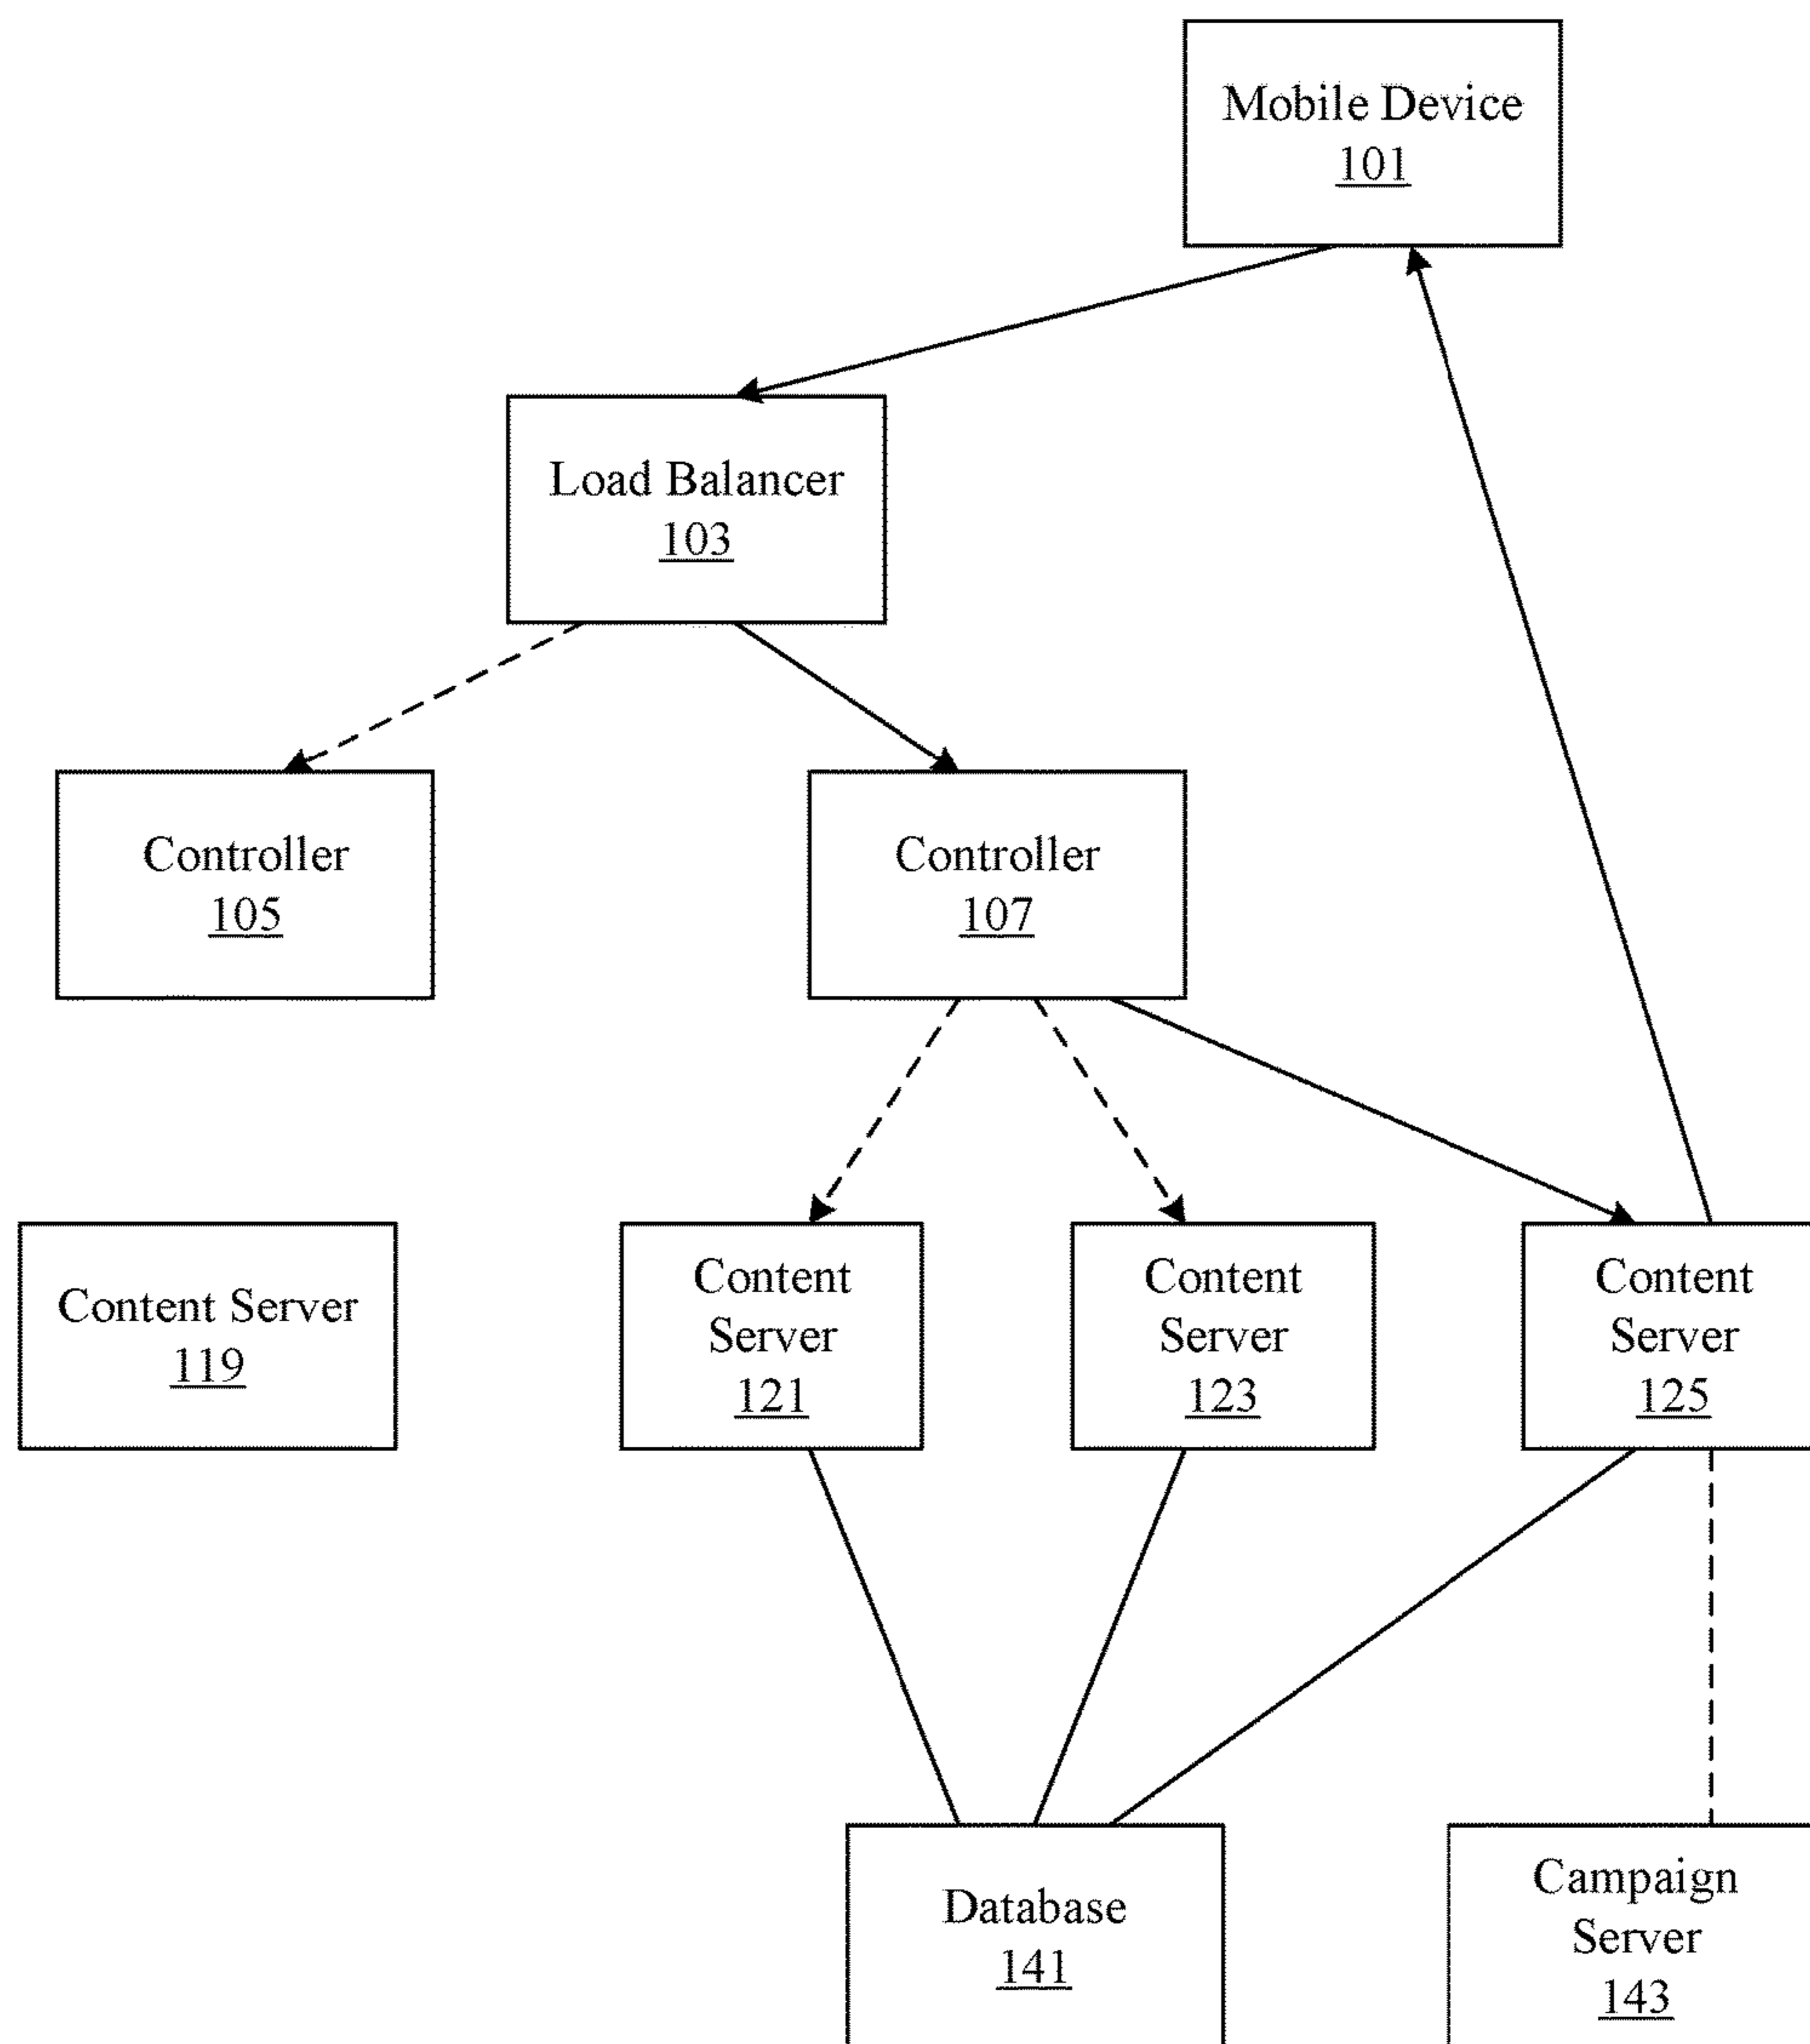 Mobile Device
101
Load Balancer
103
Controller
105
Controller
107
Content Server
119
Content
Server
121
Content
Server
123
Content
Server
125
Database
141
Campaign
Server
143